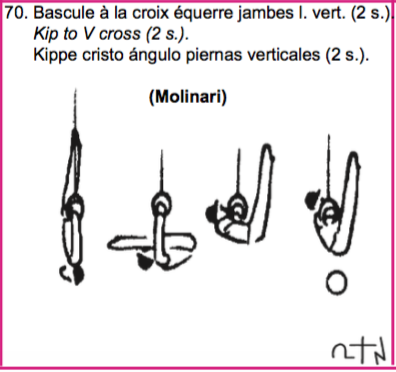 70. Bascule à la croix équerre jambes l. vert. (2 s.).
Kip to V cross (2 s.).
Kippe cristo ángulo piernas verticales (2 s.).
(Molinari)